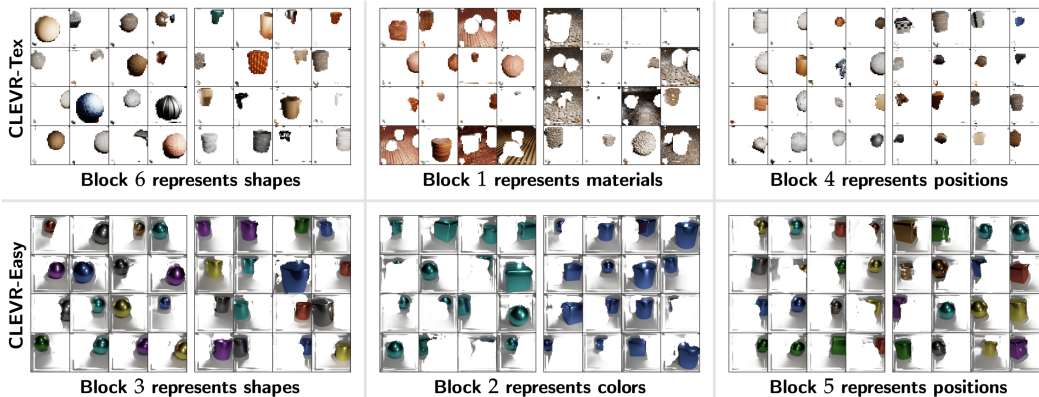 CLEVR-Tex
Block 6 represents shapes
Block 1 represents materials
Block 4 represents positions
CLEVR-Easy
Block 3 represents shapes
Block 2 represents colors
Block 5 represents positions